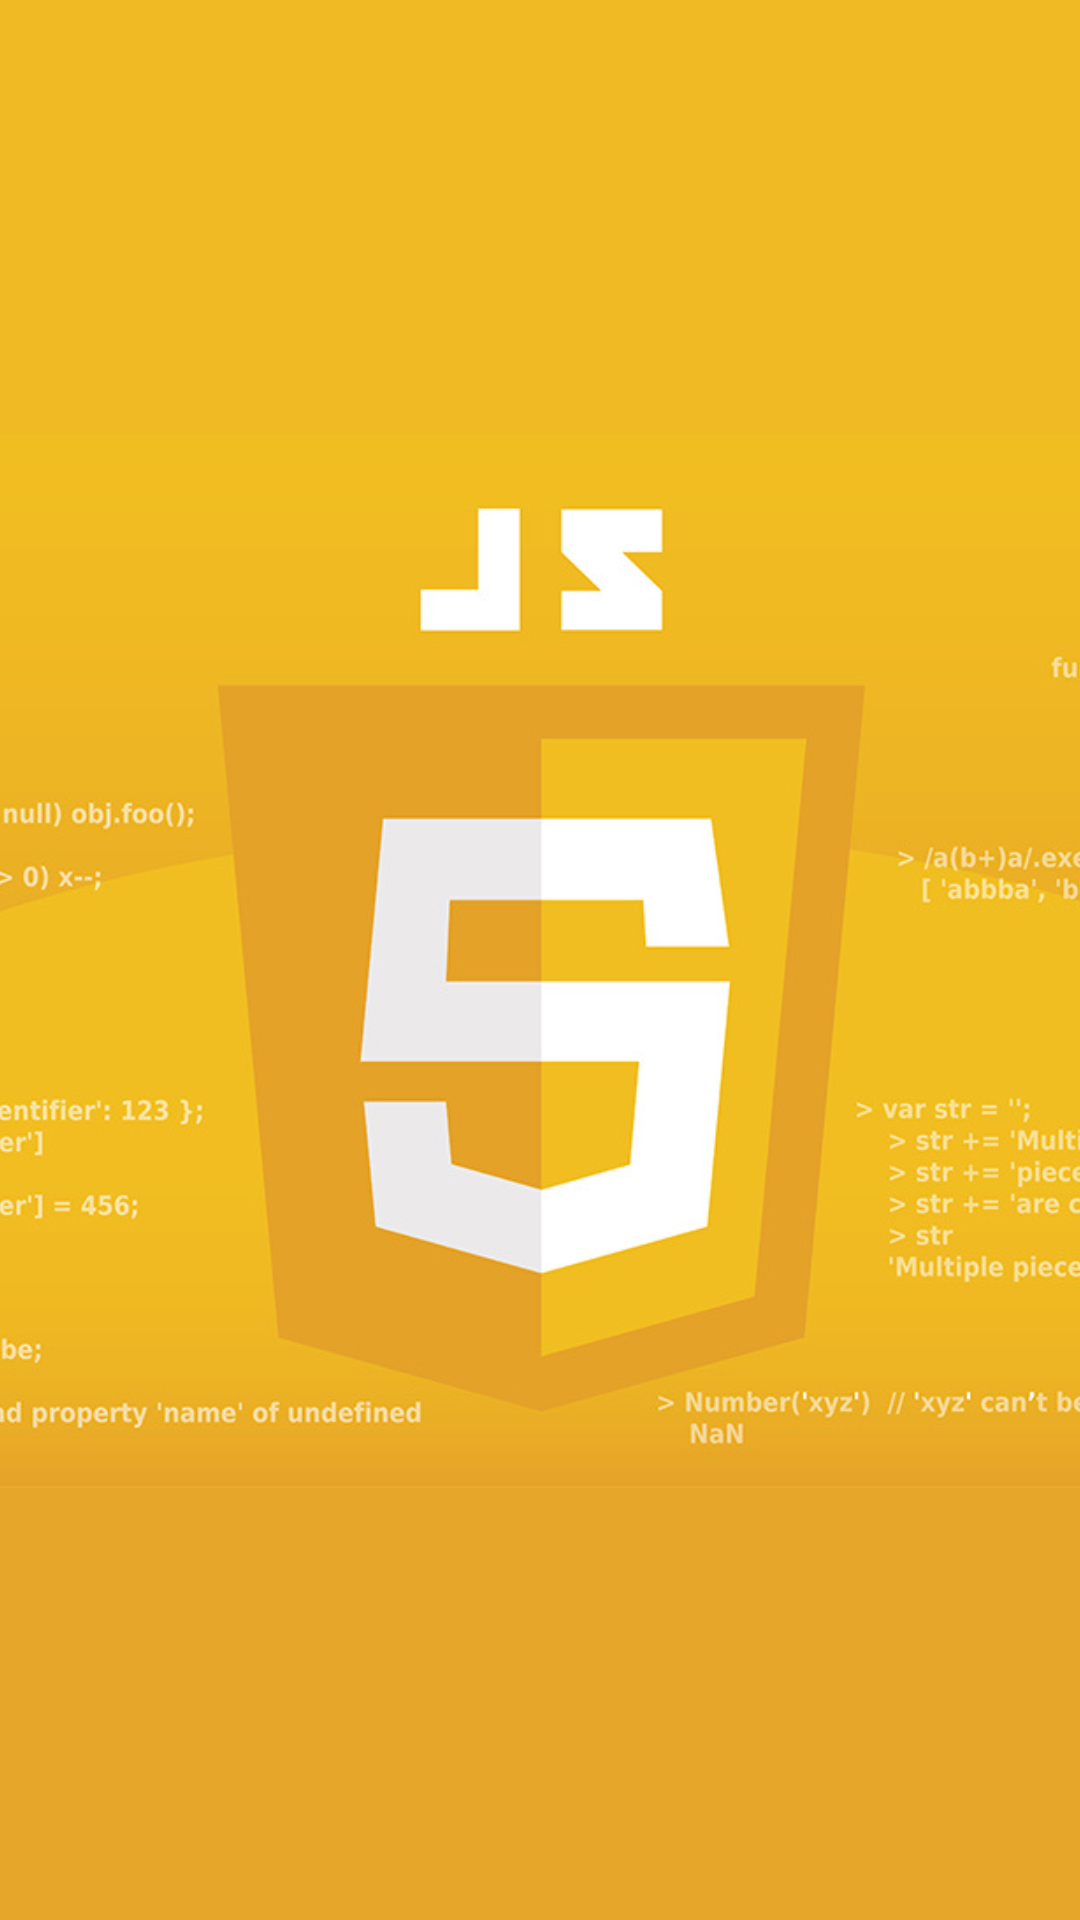 JS
fu
null) obj.foo();
> 0) x--;
> /a(b+)a/.exe
[ 'abbba', 'b
5
entifier': 123 };
er']
er'] = 456;
> var str = '';
> str += 'Multi
> str += 'piece
> str += 'are c
> str
'Multiple piece
be;
nd property 'name' of undefined
> Number('xyz')  // 'xyz' can’t be
NaN